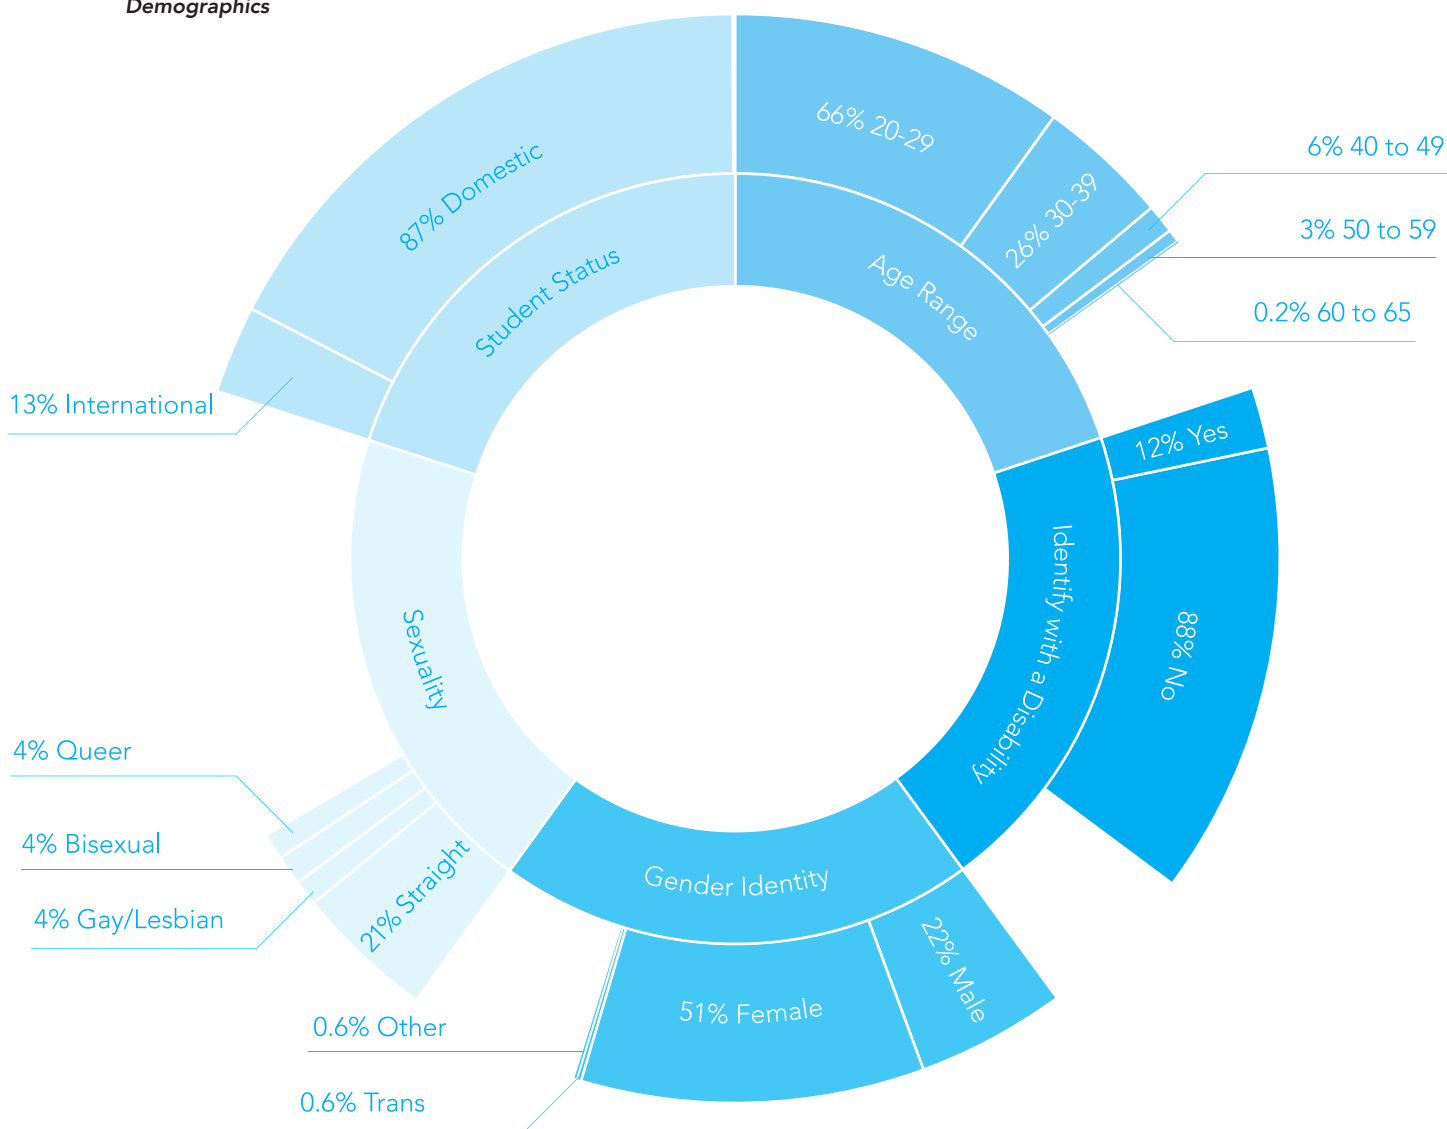 Demographics
66% 20-29
26% 30-39
6% 40 to 49
3% 50 to 59
0.2% 60 to 65
Age Range
87% Domestic
Student Status
13% International
12% Yes
88% No
Identify with a Disability
Sexuality
4% Queer
4% Bisexual
4% Gay/Lesbian
21% Straight
Gender Identity
22% Male
51% Female
0.6% Other
0.6% Trans